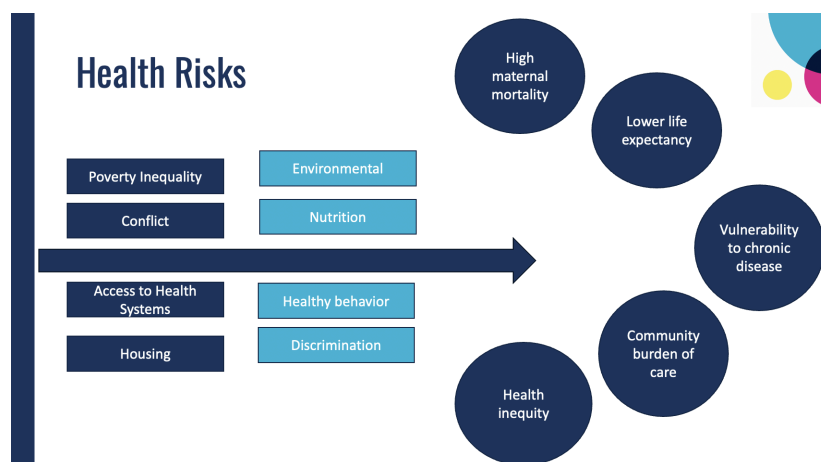 Health Risks
Poverty Inequality
Conflict
Access to Health
Systems
Housing
Environmental
Nutrition
Healthy behavior
Discrimination
High
maternal
mortality
Lower life
expectancy
Vulnerability
to chronic
disease
Community
burden of
care
Health
inequity